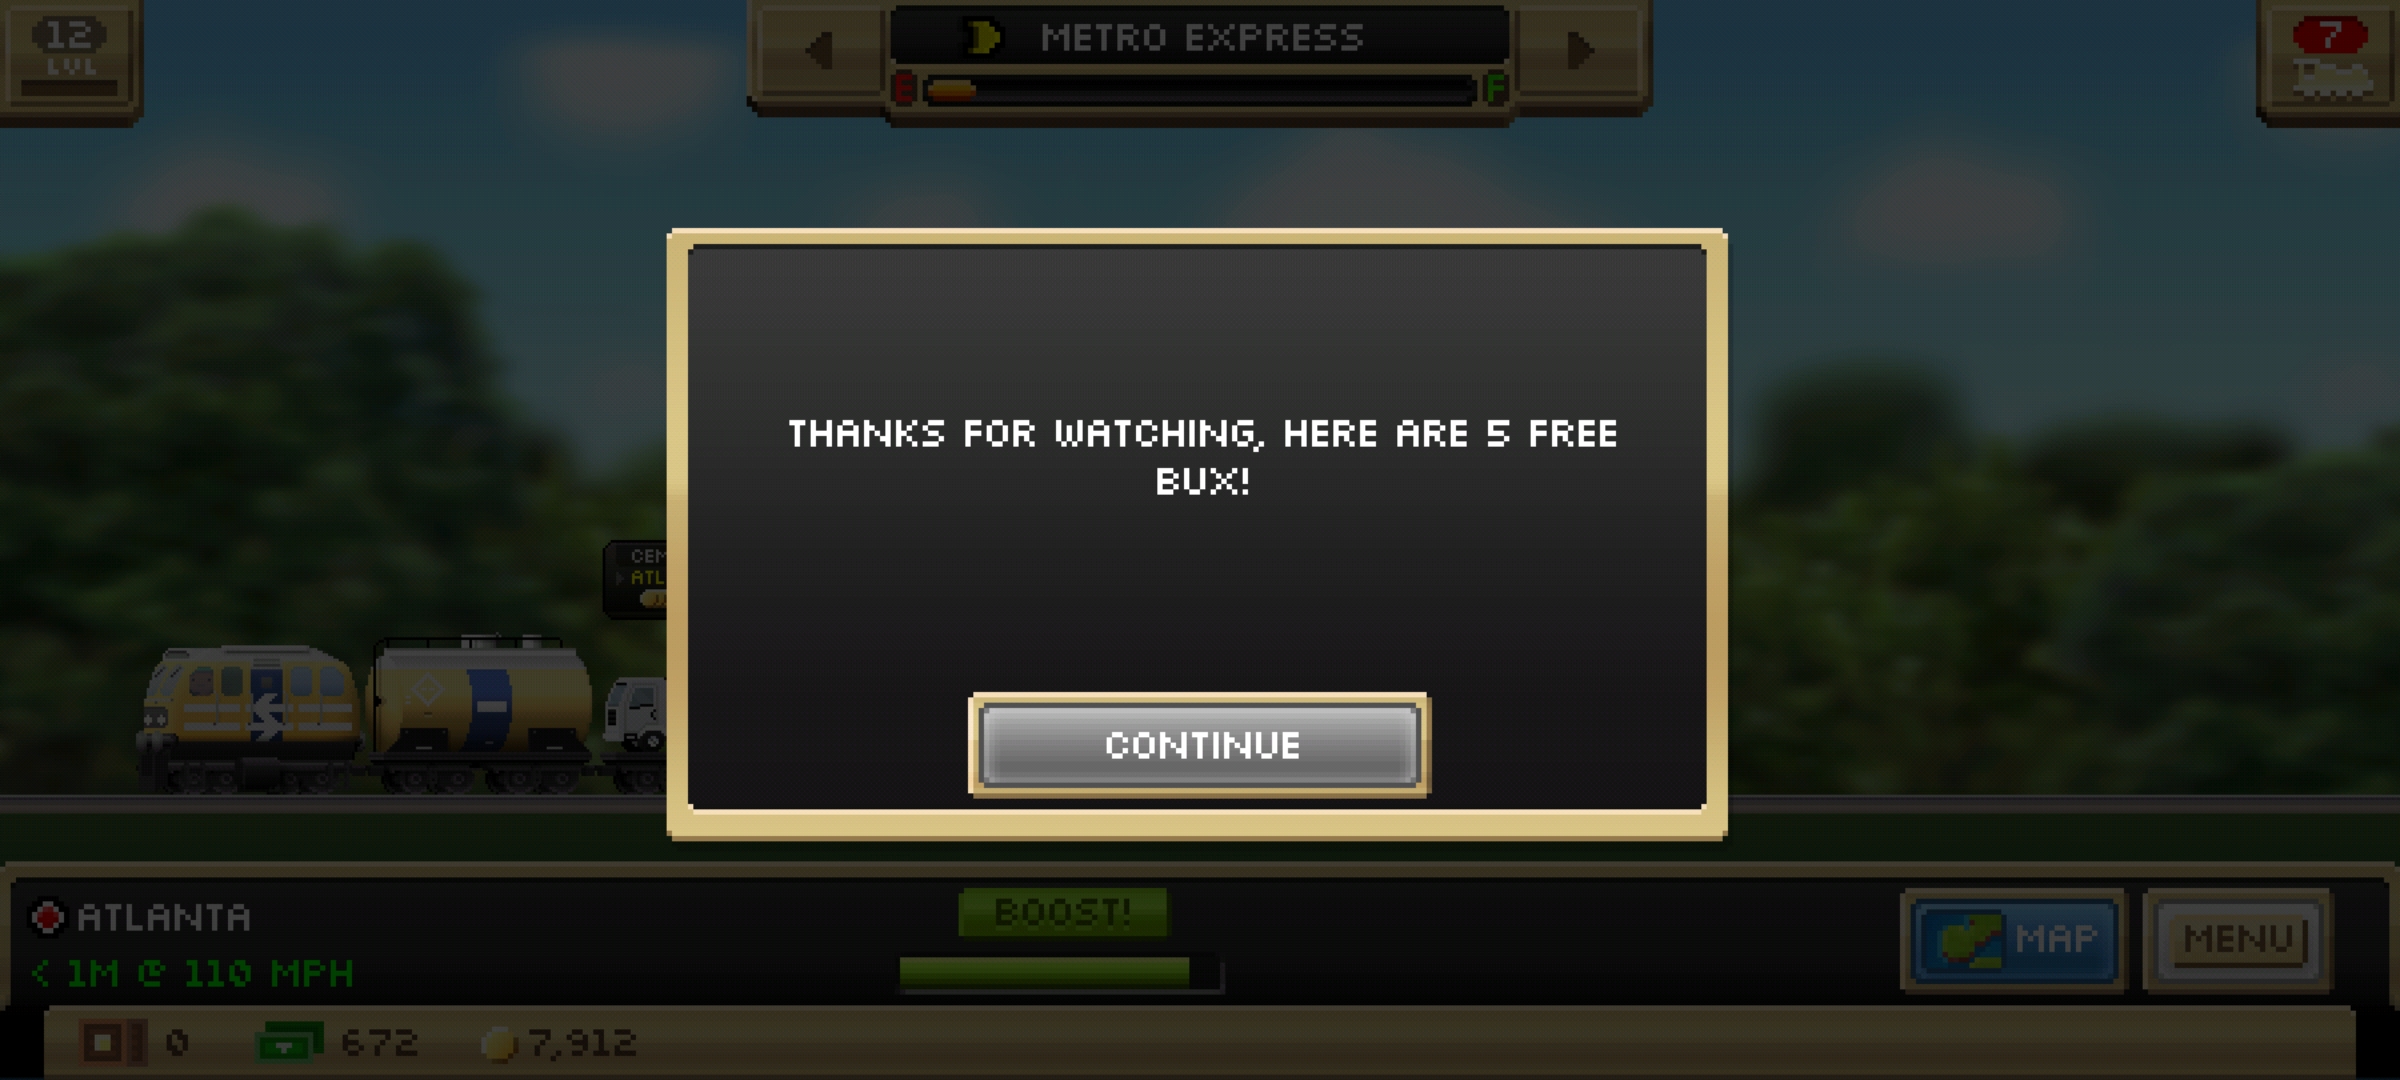 12
LVL
METRO EXPRESS
E F
7
THANKS FOR WATCHING, HERE ARE 5 FREE
BUX!
CONTINUE
ATLANTA
< 1M @ 110 MPH
BOOST!
MAP
MENU
0 672 7,912